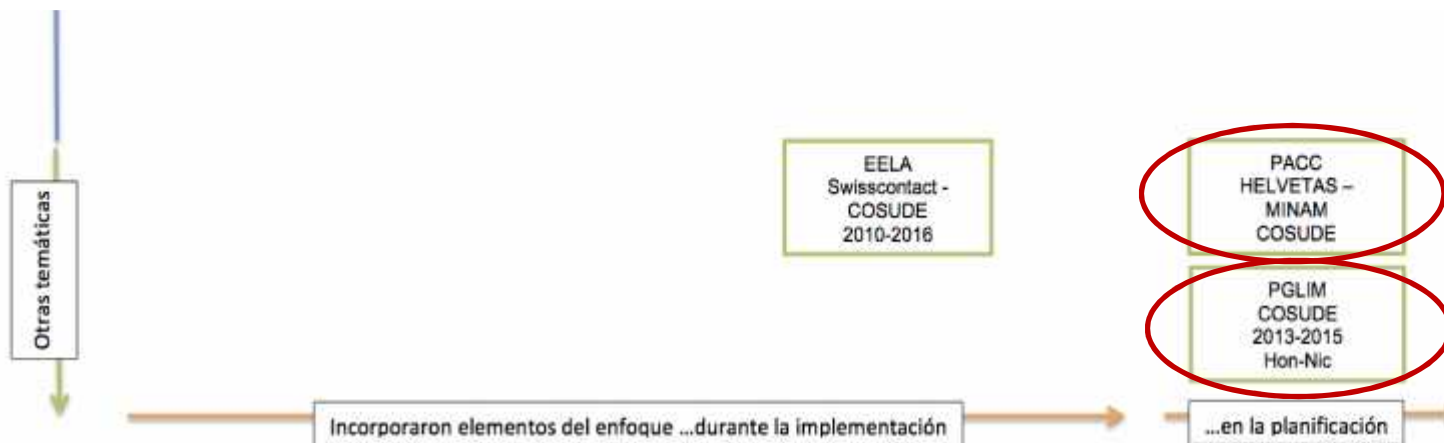 Otras temáticas
EELA
Swisscontact -
COSUDE
2010-2016
PACC
HELVETAS –
MINAM
COSUDE
PGLIM
COSUDE
2013-2015
Hon-Nic
Incorporaron elementos del enfoque ...durante la implementación
...en la planificación